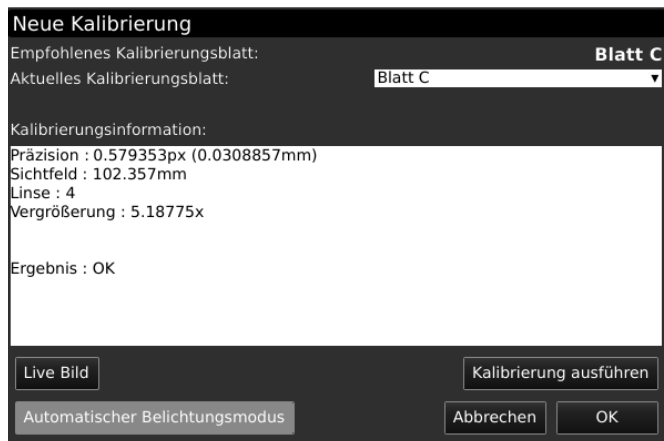 Neue Kalibrierung
Empfohlenes Kalibrierungsblatt: Blatt C
Aktuelles Kalibrierungsblatt: Blatt C
Kalibrierungsinformation:
Präzision : 0.579353px (0.0308857mm)
Sichtfeld : 102.357mm
Linse : 4
Vergrößerung : 5.18775x
Ergebnis : OK
Live Bild Kalibrierung ausführen
Automatischer Belichtungsmodus Abbrechen OK